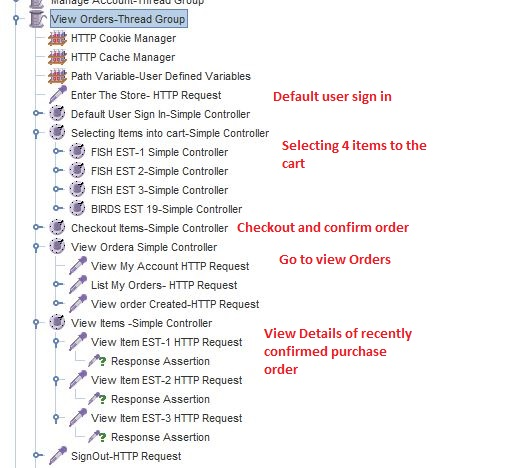 Manage Account-Thread Group
View Orders-Thread Group
HTTP Cookie Manager
HTTP Cache Manager
Path Variable-User Defined Variables
Enter The Store- HTTP Request
Default user sign in
Default User Sign In-Simple Controller
Selecting Items into cart-Simple Controller
Selecting 4 items to the
cart
FISH EST-1 Simple Controller
FISH EST 2-Simple Controller
FISH EST 3-Simple Controller
BIRDS EST 19-Simple Controller
Checkout Items-Simple Controller
Checkout and confirm order
View Ordera Simple Controller
Go to view Orders
View My Account HTTP Request
List My Orders- HTTP Request
View order Created-HTTP Request
View Items -Simple Controller
View Details of recently
confirmed purchase
order
View Item EST-1 HTTP Request
Response Assertion
View Item EST-2 HTTP Request
Response Assertion
View Item EST-3 HTTP Request
Response Assertion
SignOut-HTTP Request